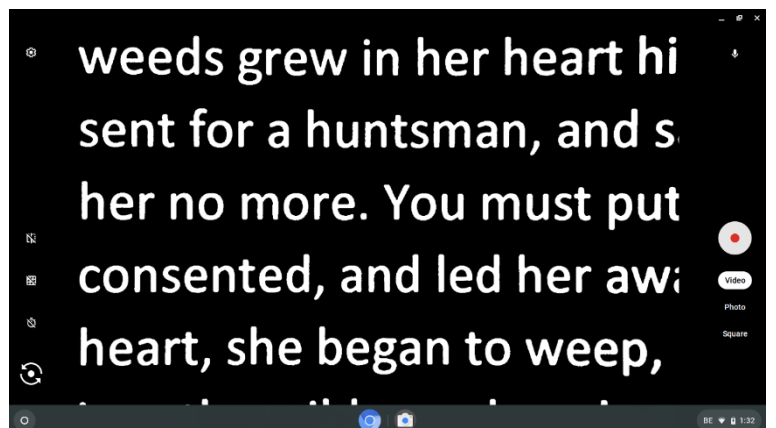 weeds grew in her heart hi
sent for a huntsman, and s
her no more. You must put
consented, and led her aw
heart, she began to weep,
Video
Photo
Square
BE 1:32